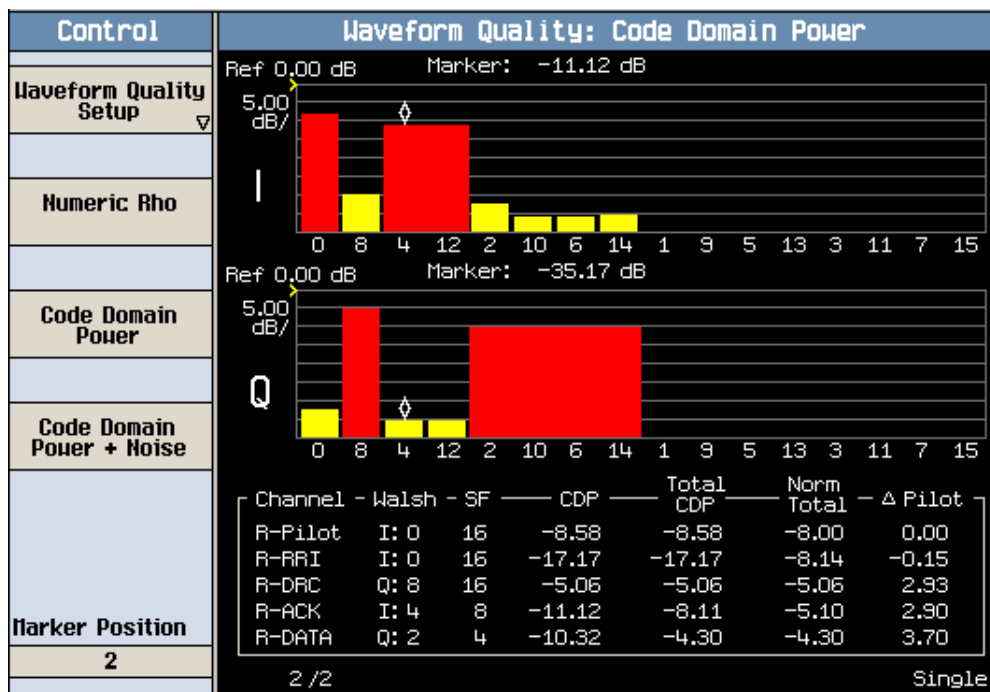 Control
Waveform Quality: Code Domain Power
Waveform Quality
Setup
Numeric Rho
Code Domain
Power
Code Domain
Power + Noise
Marker Position
2
Ref 0.00 dB Marker: -11.12 dB
5.00
dB/
I
0 8 4 12 2 10 6 14 1 9 5 13 3 11 7 15
Ref 0.00 dB Marker: -35.17 dB
5.00
dB/
Q
0 8 4 12 2 10 6 14 1 9 5 13 3 11 7 15
Channel - Walsh - SF - CDP - Total CDP - Norm Total - Δ Pilot
R-Pilot I: 0 16 -8.58 -8.58 -8.00 0.00
R-RRI I: 0 16 -17.17 -17.17 -8.14 -0.15
R-DRC Q: 8 16 -5.06 -5.06 -5.06 2.93
R-ACK I: 4 8 -11.12 -8.11 -5.10 2.90
R-DATA Q: 2 4 -10.32 -4.30 -4.30 3.70
2 /2 Single